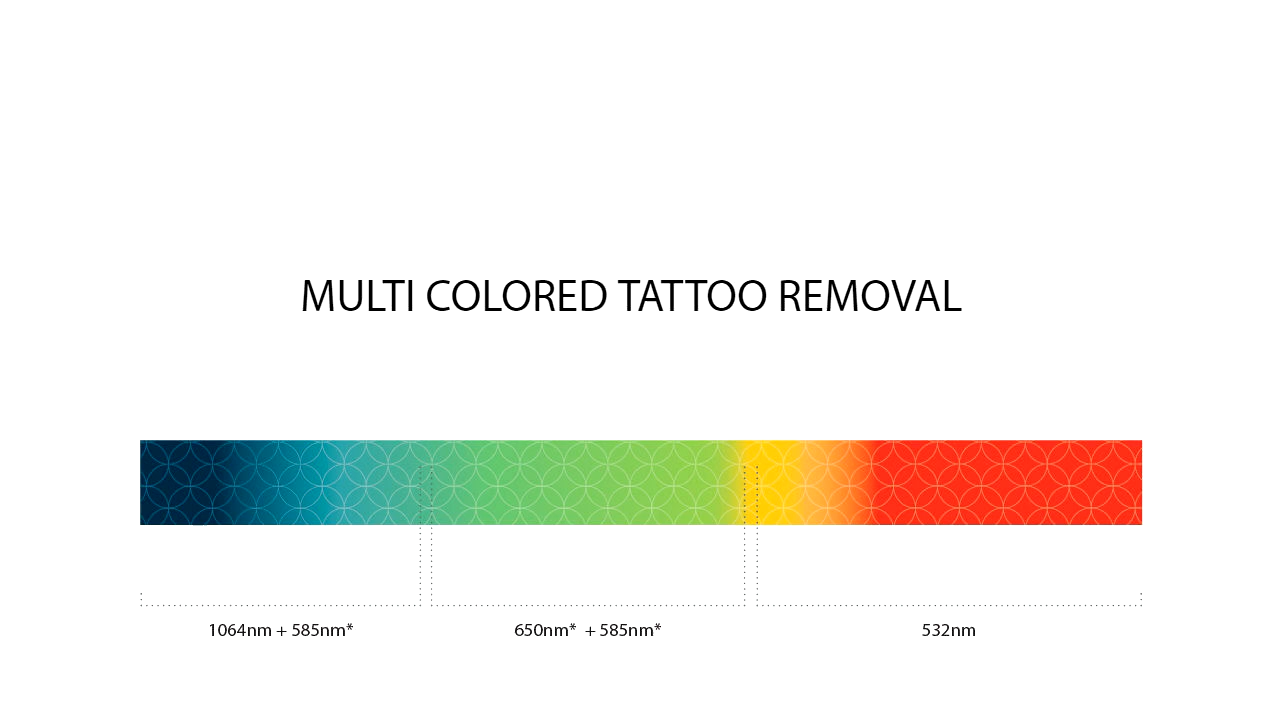 MULTI COLORED TATTOO REMOVAL
1064nm + 585nm*
650nm*  + 585nm*
532nm